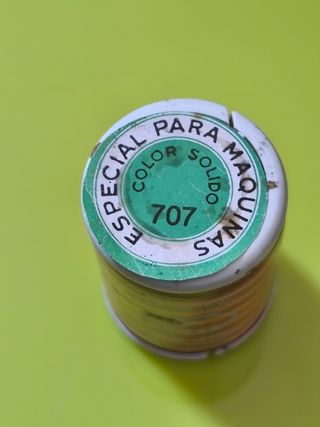 ESPECIAL PARA MAQUINAS
COLOR SOLIDO
707